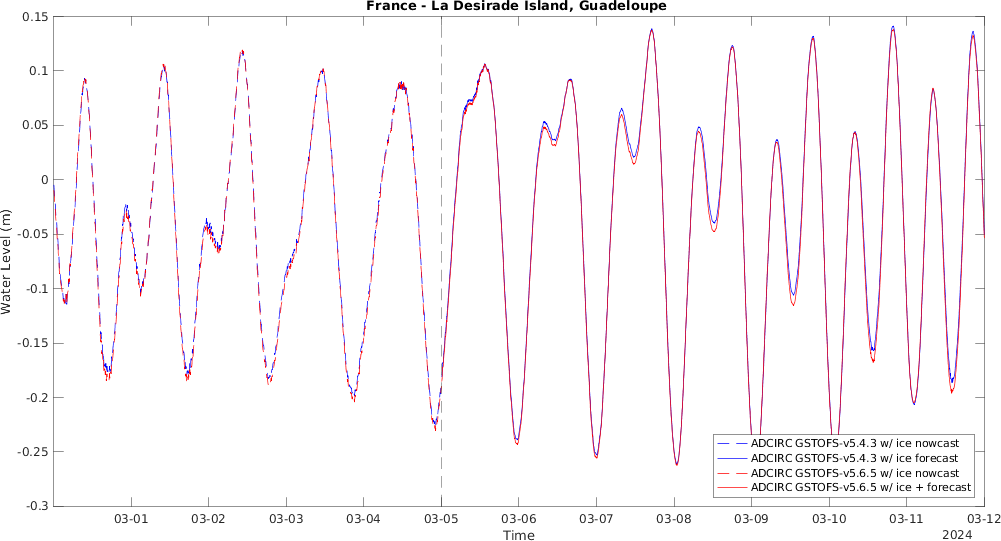 France - La Desirade Island, Guadeloupe
0.15
0.1
0.05
0
-0.05
-0.1
-0.15
-0.2
-0.25
-0.3
Water Level (m)
03-01 03-02 03-03 03-04 03-05 03-06 03-07 03-08 03-09 03-10 03-11 03-12
Time
2024
ADCIRC GSTOFS-v5.4.3 w/ ice nowcast
ADCIRC GSTOFS-v5.4.3 w/ ice forecast
ADCIRC GSTOFS-v5.6.5 w/ ice nowcast
ADCIRC GSTOFS-v5.6.5 w/ ice + forecast